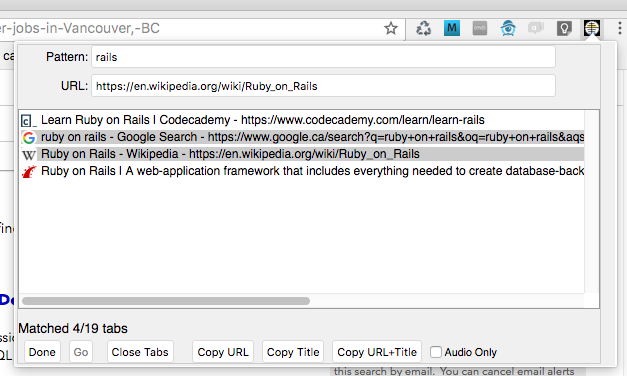 er-jobs-in-Vancouver,-BC
ca
Pattern: rails
URL: https://en.wikipedia.org/wiki/Ruby_on_Rails
Learn Ruby on Rails | Codecademy - https://www.codecademy.com/learn/learn-rails
ruby on rails - Google Search - https://www.google.ca/search?q=ruby+on+rails&oq=ruby+on+rails&aqs
Ruby on Rails - Wikipedia - https://en.wikipedia.org/wiki/Ruby_on_Rails
Ruby on Rails | A web-application framework that includes everything needed to create database-back
Matched 4/19 tabs
Done Go Close Tabs Copy URL Copy Title Copy URL+Title Audio Only
this search by email. You can cancel email alerts